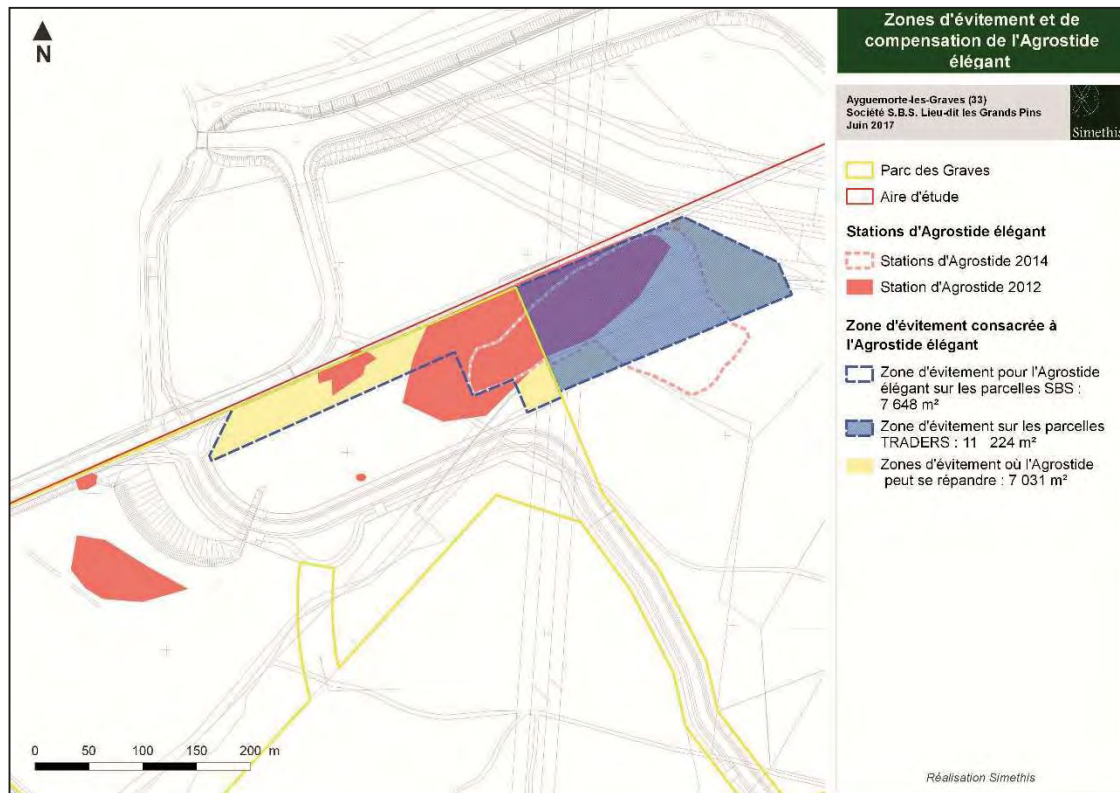 Zones d'évitement et de
compensation de l'Agrostide
élégant
Ayguemorte-les-Graves (33)
Société S.B.S. Lieu-dit les Grands Pins
Juin 2017
Simethis
Parc des Graves
Aire d'étude
Stations d'Agrostide élégant
Stations d'Agrostide 2014
Station d'Agrostide 2012
Zone d'évitement consacrée à
l'Agrostide élégant
Zone d'évitement pour l'Agrostide
élégant sur les parcelles SBS :
7 648 m²
Zone d'évitement sur les parcelles
TRADERS : 11 224 m²
Zones d'évitement où l'Agrostide
peut se répandre : 7 031 m²
N
0 50 100 150 200 m
Réalisation Simethis